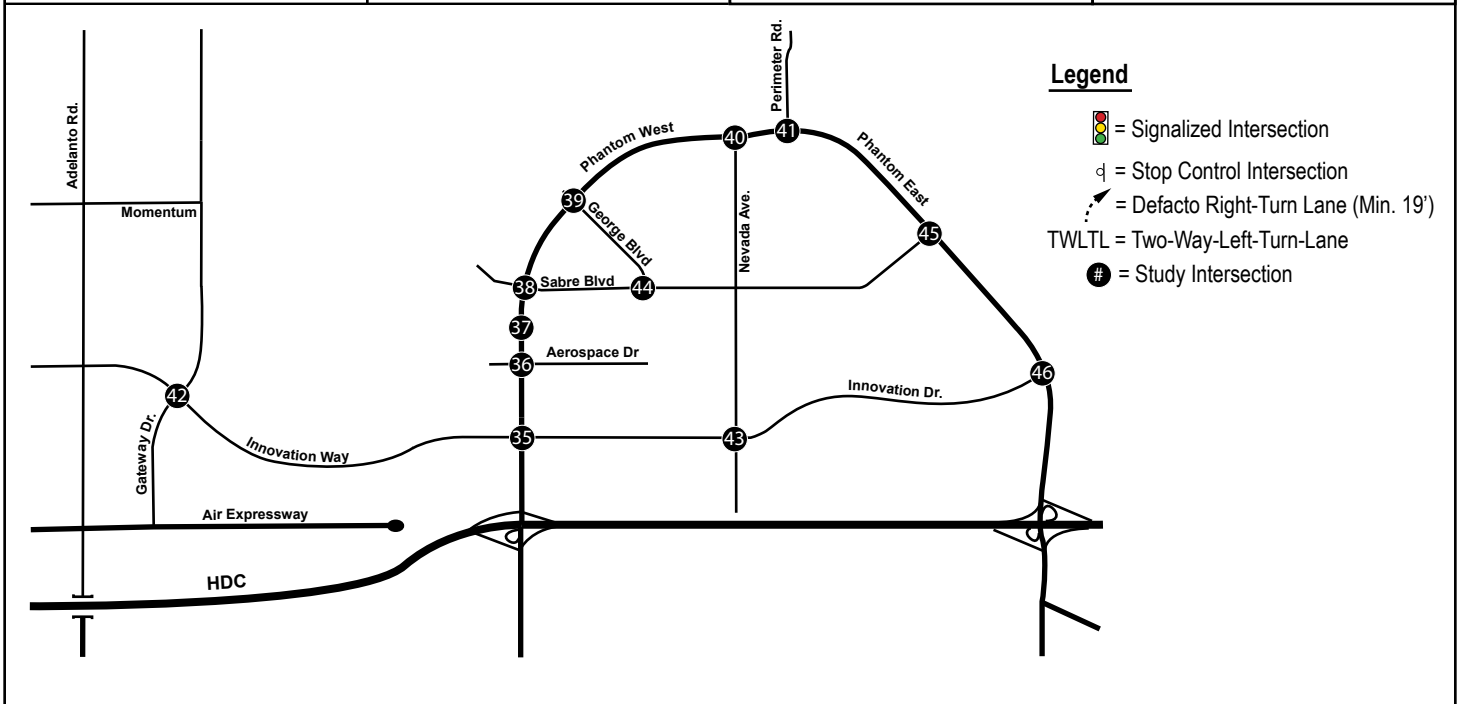 Adelanto Rd.
Momentum
Gateway Dr.
42
Innovation Way
Air Expressway
HDC
Phantom West
39
George Blvd
38
Sabre Blvd
44
37
36
Aerospace Dr
35
40
Nevada Ave.
43
Perimeter Rd.
41
Phantom East
45
46
Innovation Dr.
Legend
= Signalized Intersection
= Stop Control Intersection
= Defacto Right-Turn Lane (Min. 19')
TWLTL = Two-Way-Left-Turn-Lane
# = Study Intersection